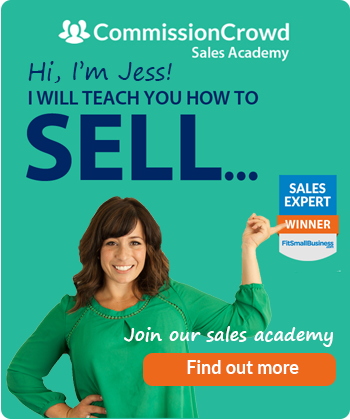 CommissionCrowd
Sales Academy
Hi, I'm Jess!
I WILL TEACH YOU HOW TO
SELL...
SALES
EXPERT
WINNER
FitSmallBusiness
.com
Join our sales academy
Find out more